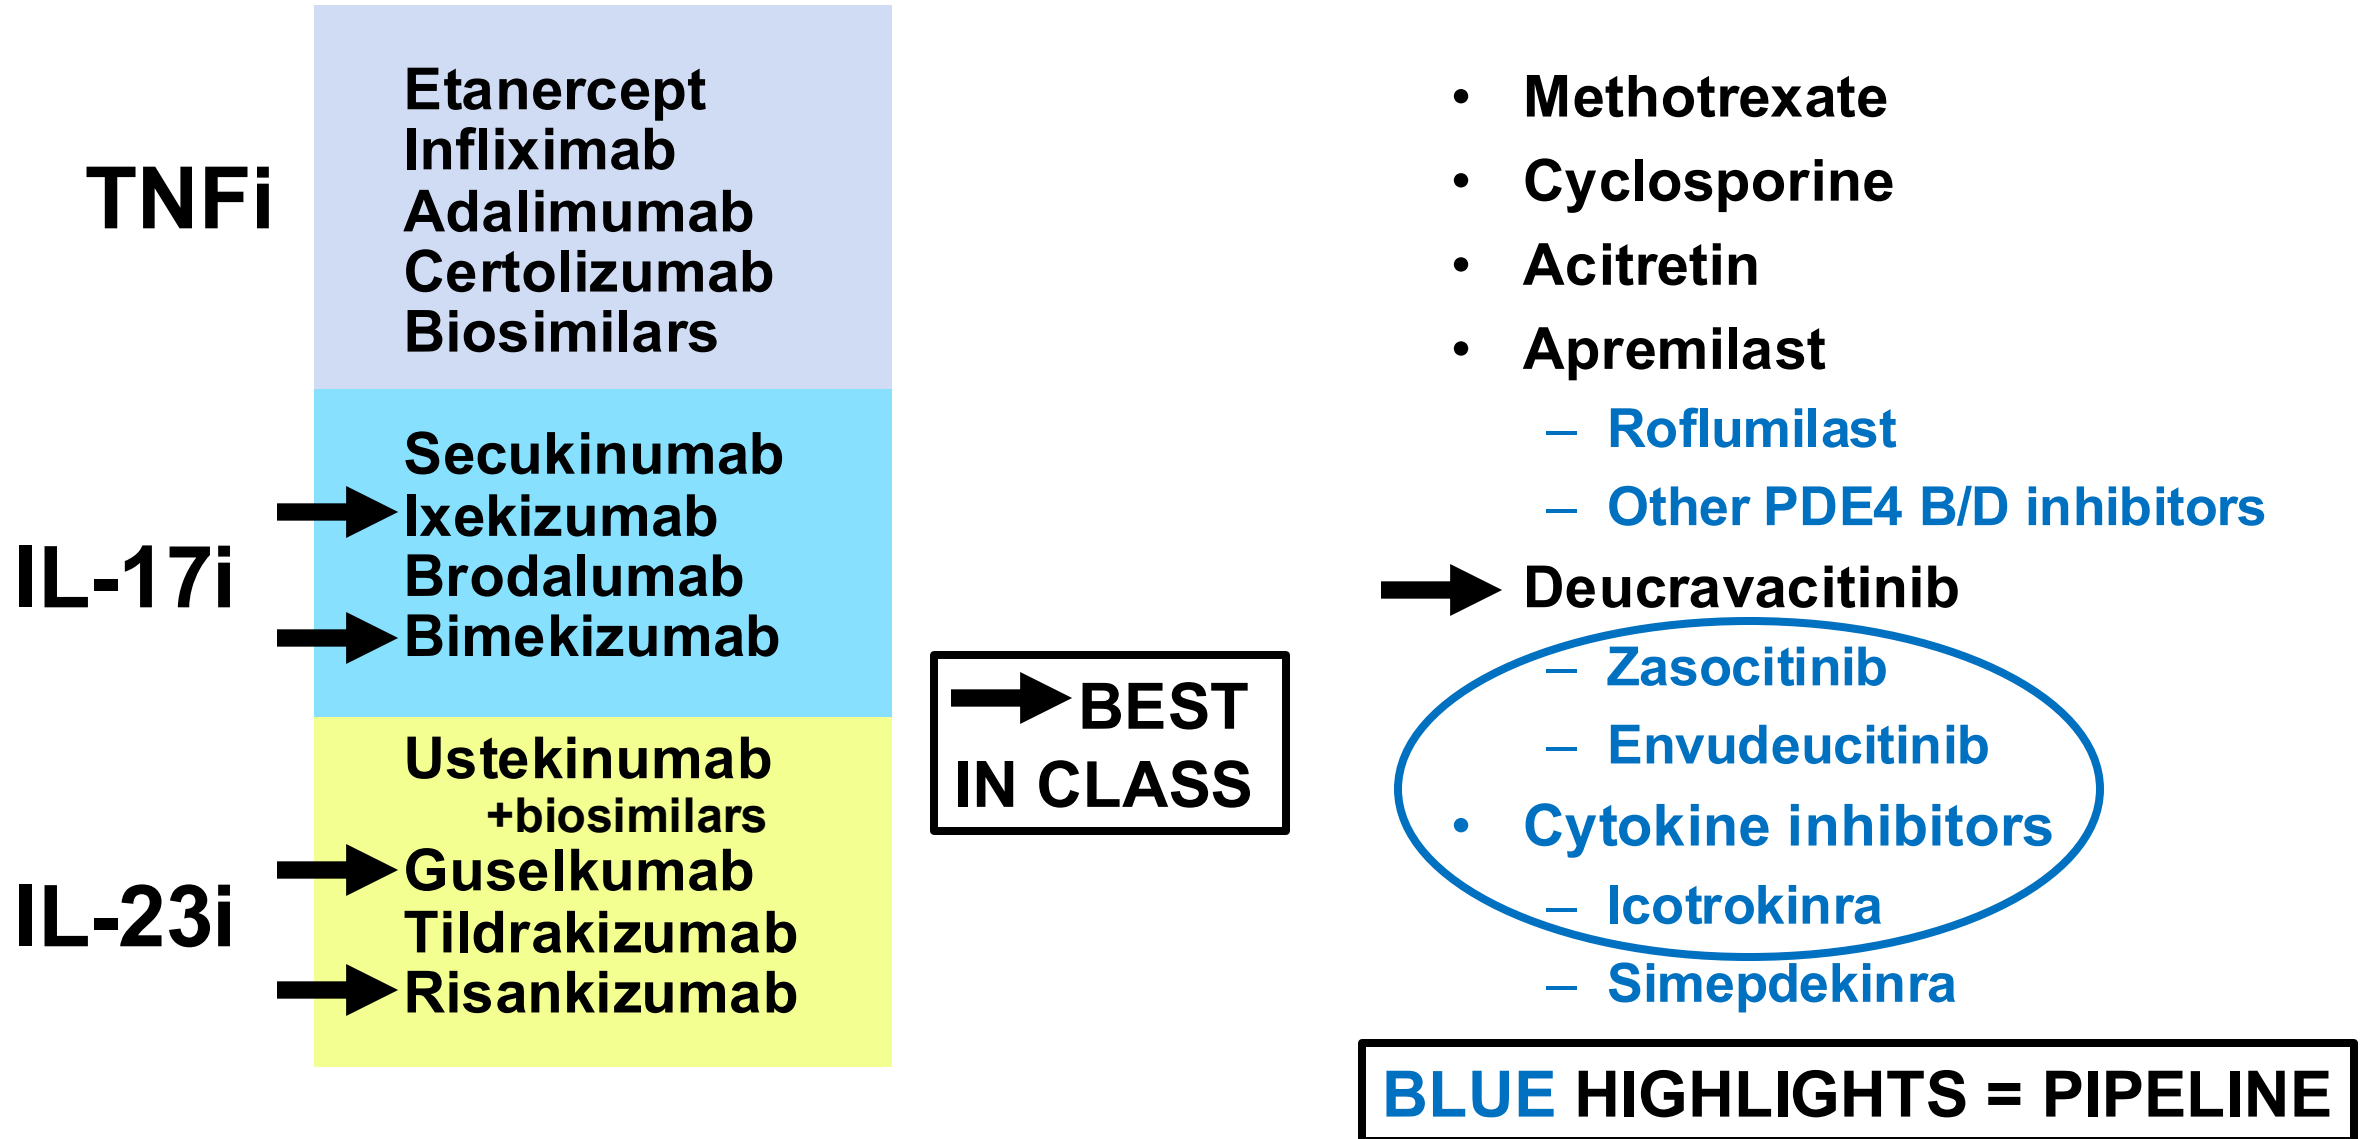 TNFi
Etanercept
Infliximab
Adalimumab
Certolizumab
Biosimilars
IL-17i
Secukinumab
Ixekizumab
Brodalumab
Bimekizumab
IL-23i
Ustekinumab
+biosimilars
Guselkumab
Tildrakizumab
Risankizumab
BEST
IN CLASS
• Methotrexate
• Cyclosporine
• Acitretin
• Apremilast
– Roflumilast
– Other PDE4 B/D inhibitors
Deucravacitinib
– Zasocitinib
– Envudeucitinib
• Cytokine inhibitors
– Icotrokinra
– Simepdekinra
BLUE HIGHLIGHTS = PIPELINE